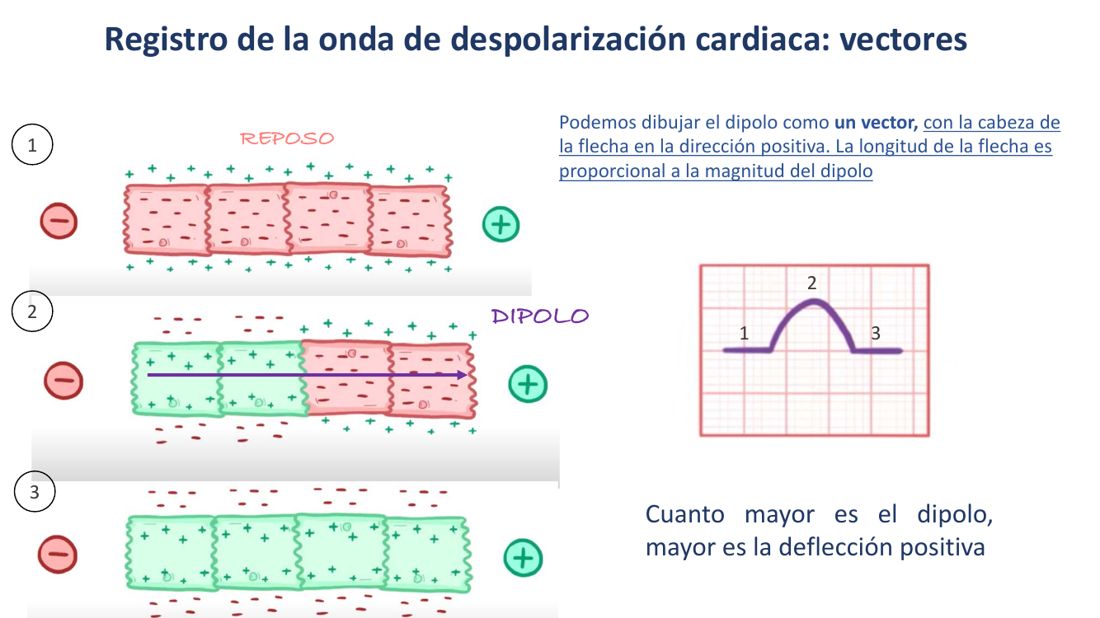 Registro de la onda de despolarización cardiaca: vectores
1
REPOSO
Podemos dibujar el dipolo como un vector, con la cabeza de
la flecha en la dirección positiva. La longitud de la flecha es
proporcional a la magnitud del dipolo
2
DIPOLO
1
2
3
3
Cuanto mayor es el dipolo,
mayor es la deflección positiva